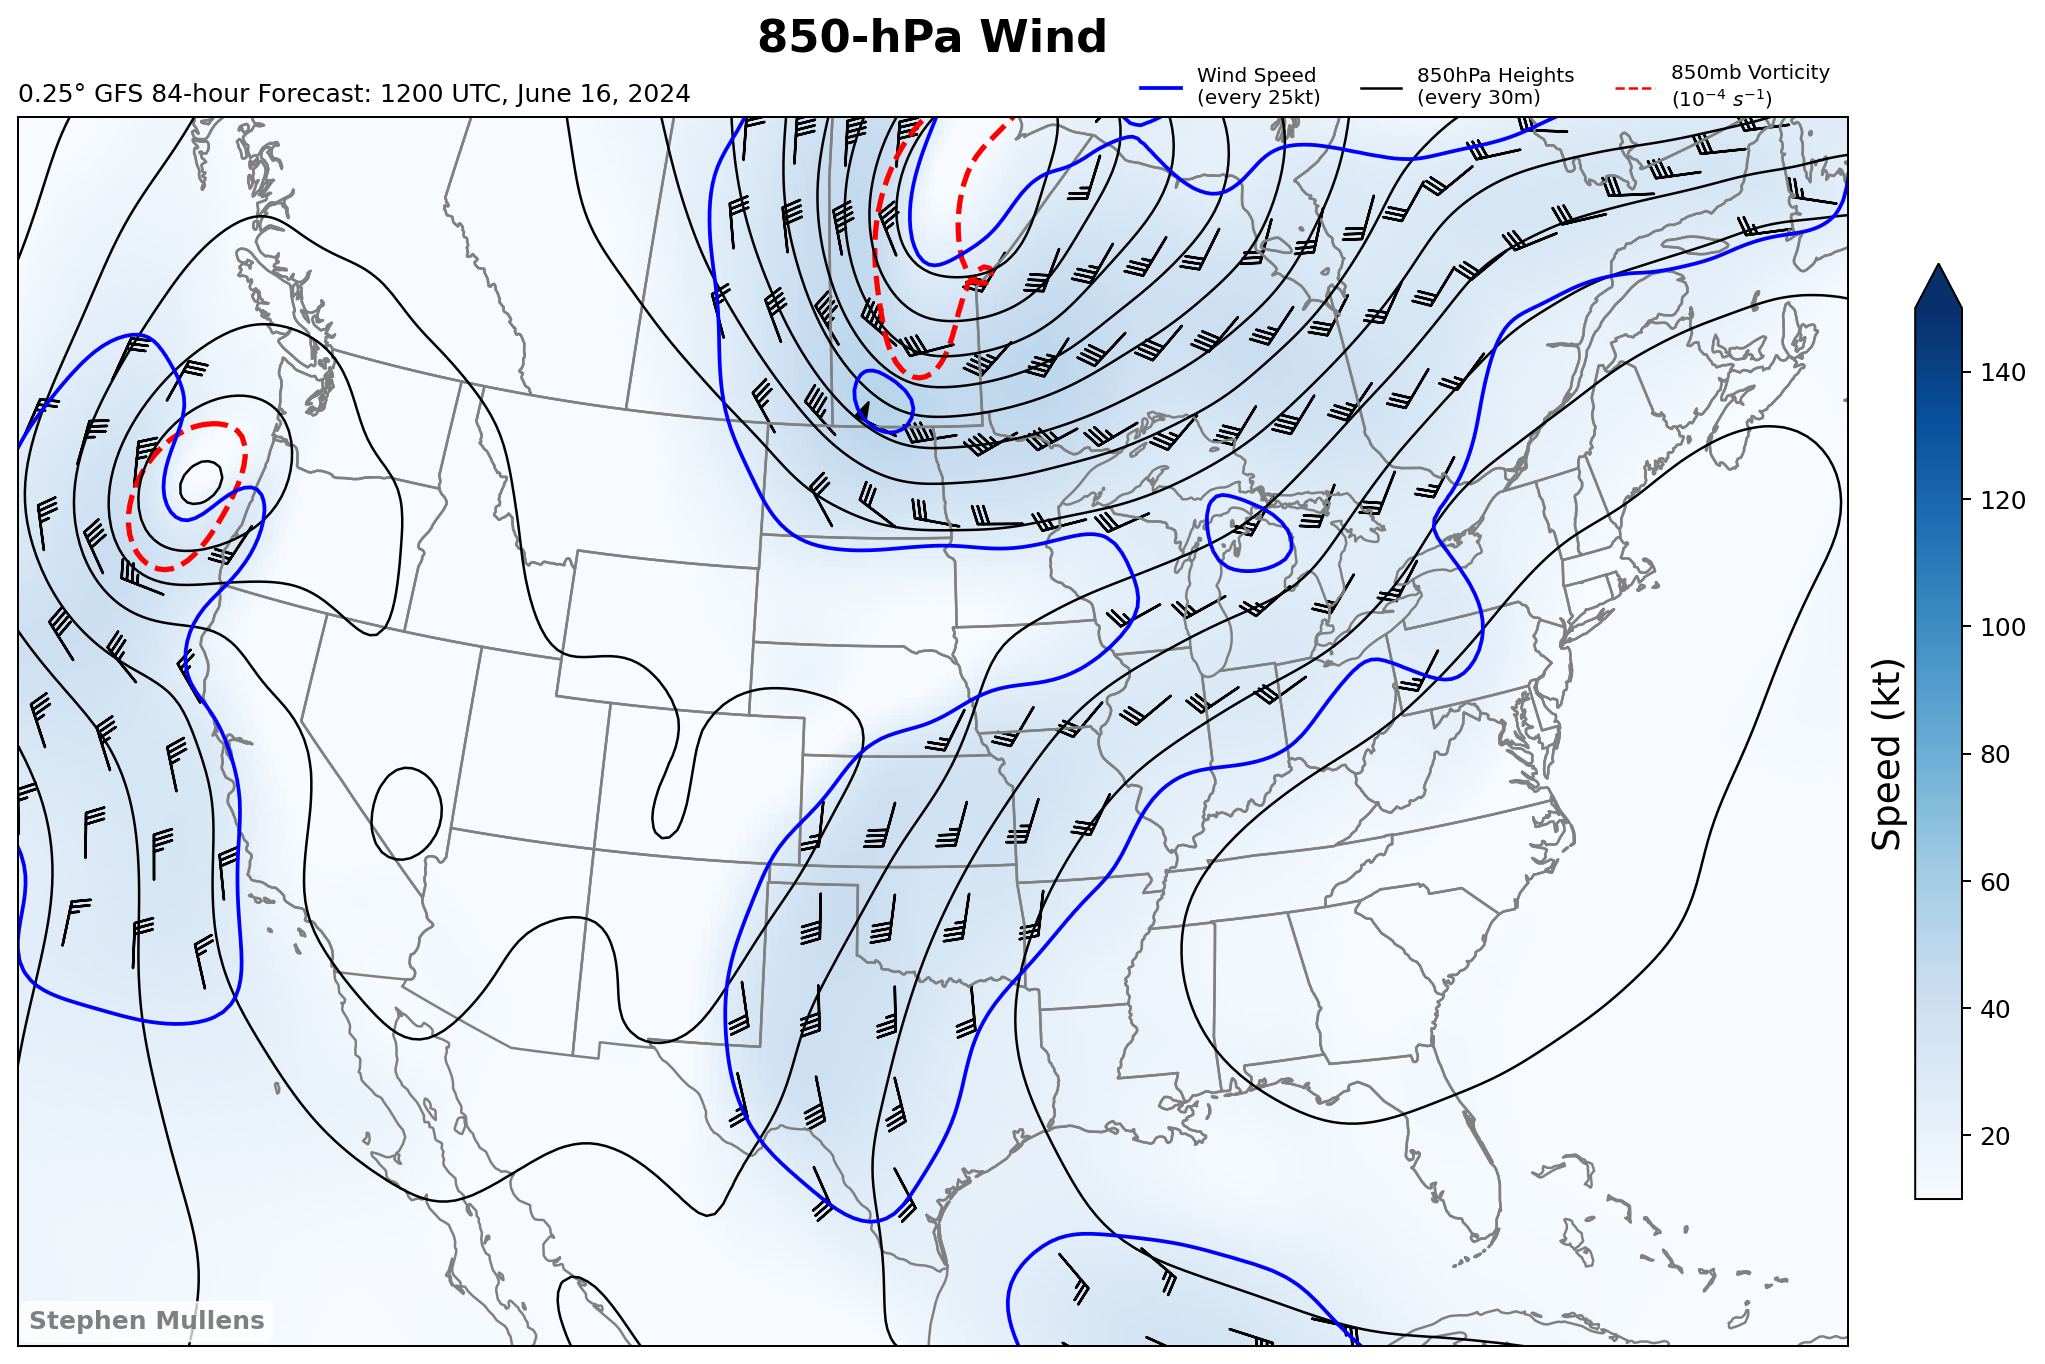 850-hPa Wind
0.25° GFS 84-hour Forecast: 1200 UTC, June 16, 2024
Wind Speed
(every 25kt)
850hPa Heights
(every 30m)
850mb Vorticity
(10⁻⁴ s⁻¹)
140
120
100
80
60
40
20
Speed (kt)
Stephen Mullens